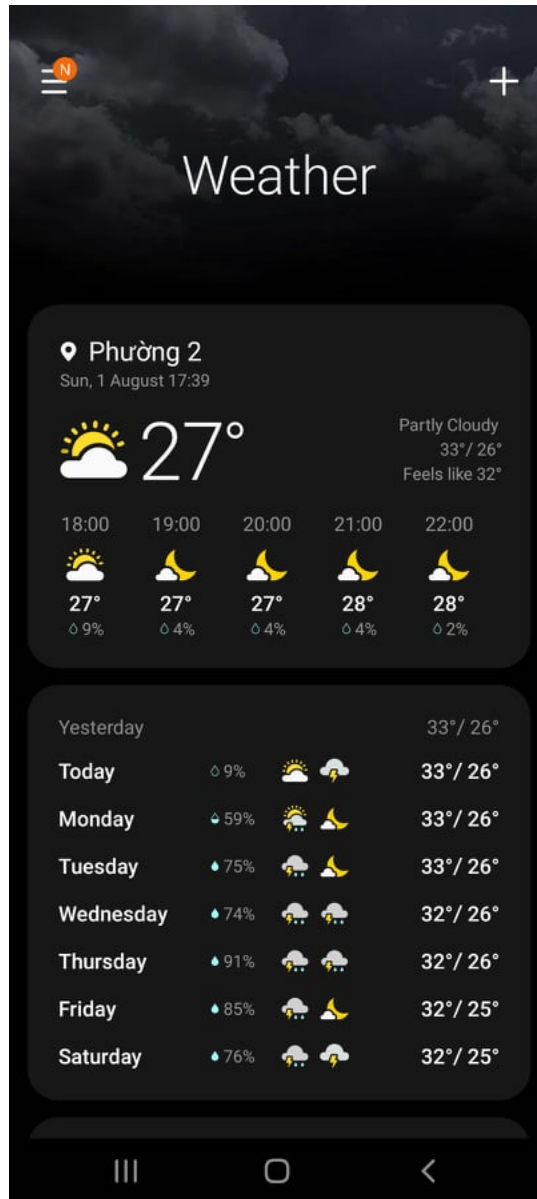 N
Weather
Phường 2
Sun, 1 August 17:39
27°
Partly Cloudy
33°/ 26°
Feels like 32°
18:00 19:00 20:00 21:00 22:00
27° 27° 27° 28° 28°
9% 4% 4% 4% 2%
Yesterday 33°/ 26°
Today 9% 33°/ 26°
Monday 59% 33°/ 26°
Tuesday 75% 33°/ 26°
Wednesday 74% 32°/ 26°
Thursday 91% 32°/ 26°
Friday 85% 32°/ 25°
Saturday 76% 32°/ 25°